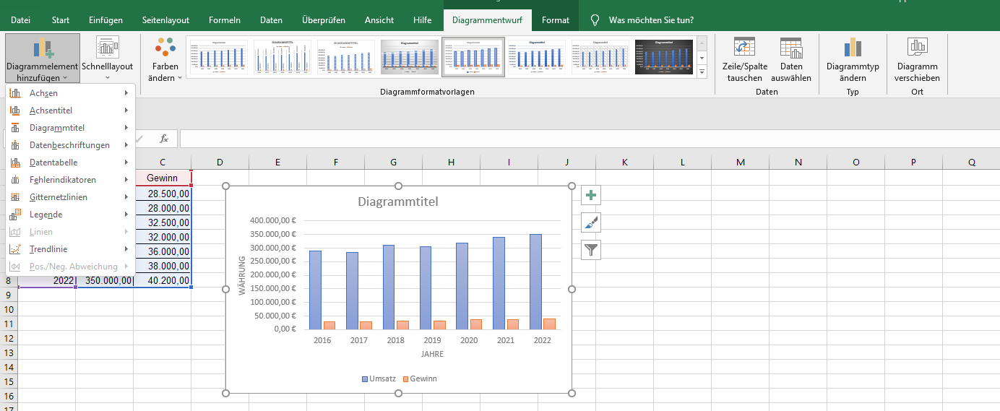 Datei Start Einfügen Seitenlayout Formeln Daten Überprüfen Ansicht Hilfe Diagrammentwurf Format Was möchten Sie tun?
Diagrammelement hinzufügen
Schnelllayout
Farben ändern
Zeile/Spalte tauschen
Daten auswählen
Diagrammtyp ändern
Diagramm verschieben
Diagrammformatvorlagen Daten Typ Ort
Achsen
Achsentitel
Diagrammtitel
Datenbeschriftungen
Datentabelle
Fehlerindikatoren
Gitternetzlinien
Legende
Linien
Trendlinie
Pos./Neg. Abweichung
fx
C D E F G H I J K L M N O P Q
Gewinn
28.500,00
28.000,00
32.500,00
32.000,00
36.000,00
38.000,00
8 2022 350.000,00 40.200,00
9
10
11
12
13
14
15
16
17
Diagrammtitel
400.000,00 €
350.000,00 €
300.000,00 €
250.000,00 €
200.000,00 €
150.000,00 €
100.000,00 €
50.000,00 €
0,00 €
WÄHRUNG
2016 2017 2018 2019 2020 2021 2022
JAHRE
Umsatz Gewinn